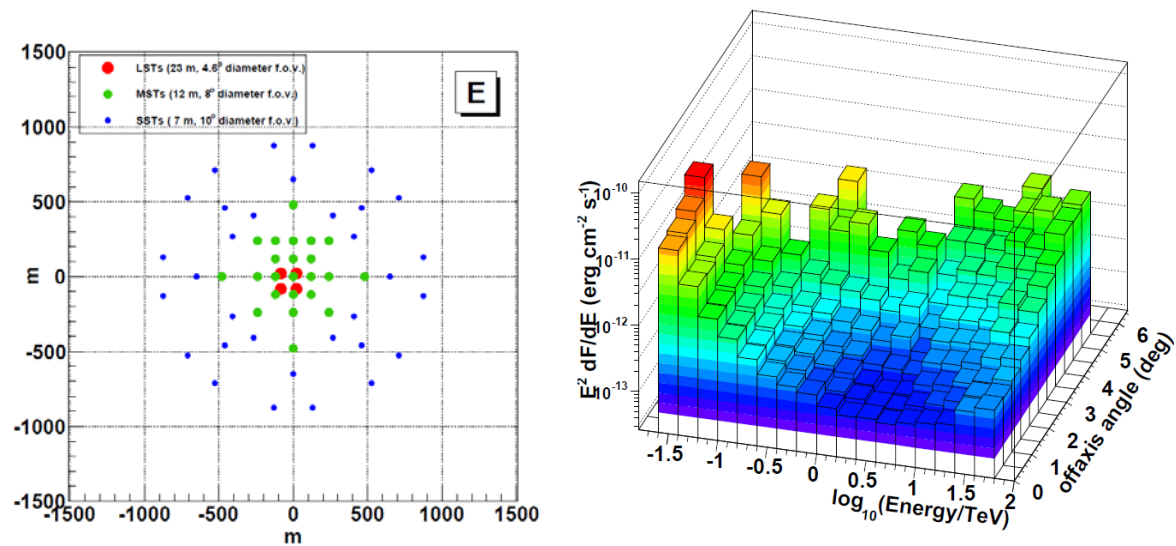 1500
1000
500
0
-500
-1000
-1500
m
LSTs (23 m, 4.6° diameter f.o.v.)
MSTs (12 m, 8° diameter f.o.v.)
SSTs ( 7 m, 10° diameter f.o.v.)
E
-1500 -1000 -500 0 500 1000 1500
m
E² dF/dE (erg cm⁻² s⁻¹)
10⁻¹⁰
10⁻¹¹
10⁻¹²
10⁻¹³
-1.5 -1 -0.5 0 0.5 1 1.5 2
log₁₀(Energy/TeV)
0 1 2 3 4 5 6
offaxis angle (deg)